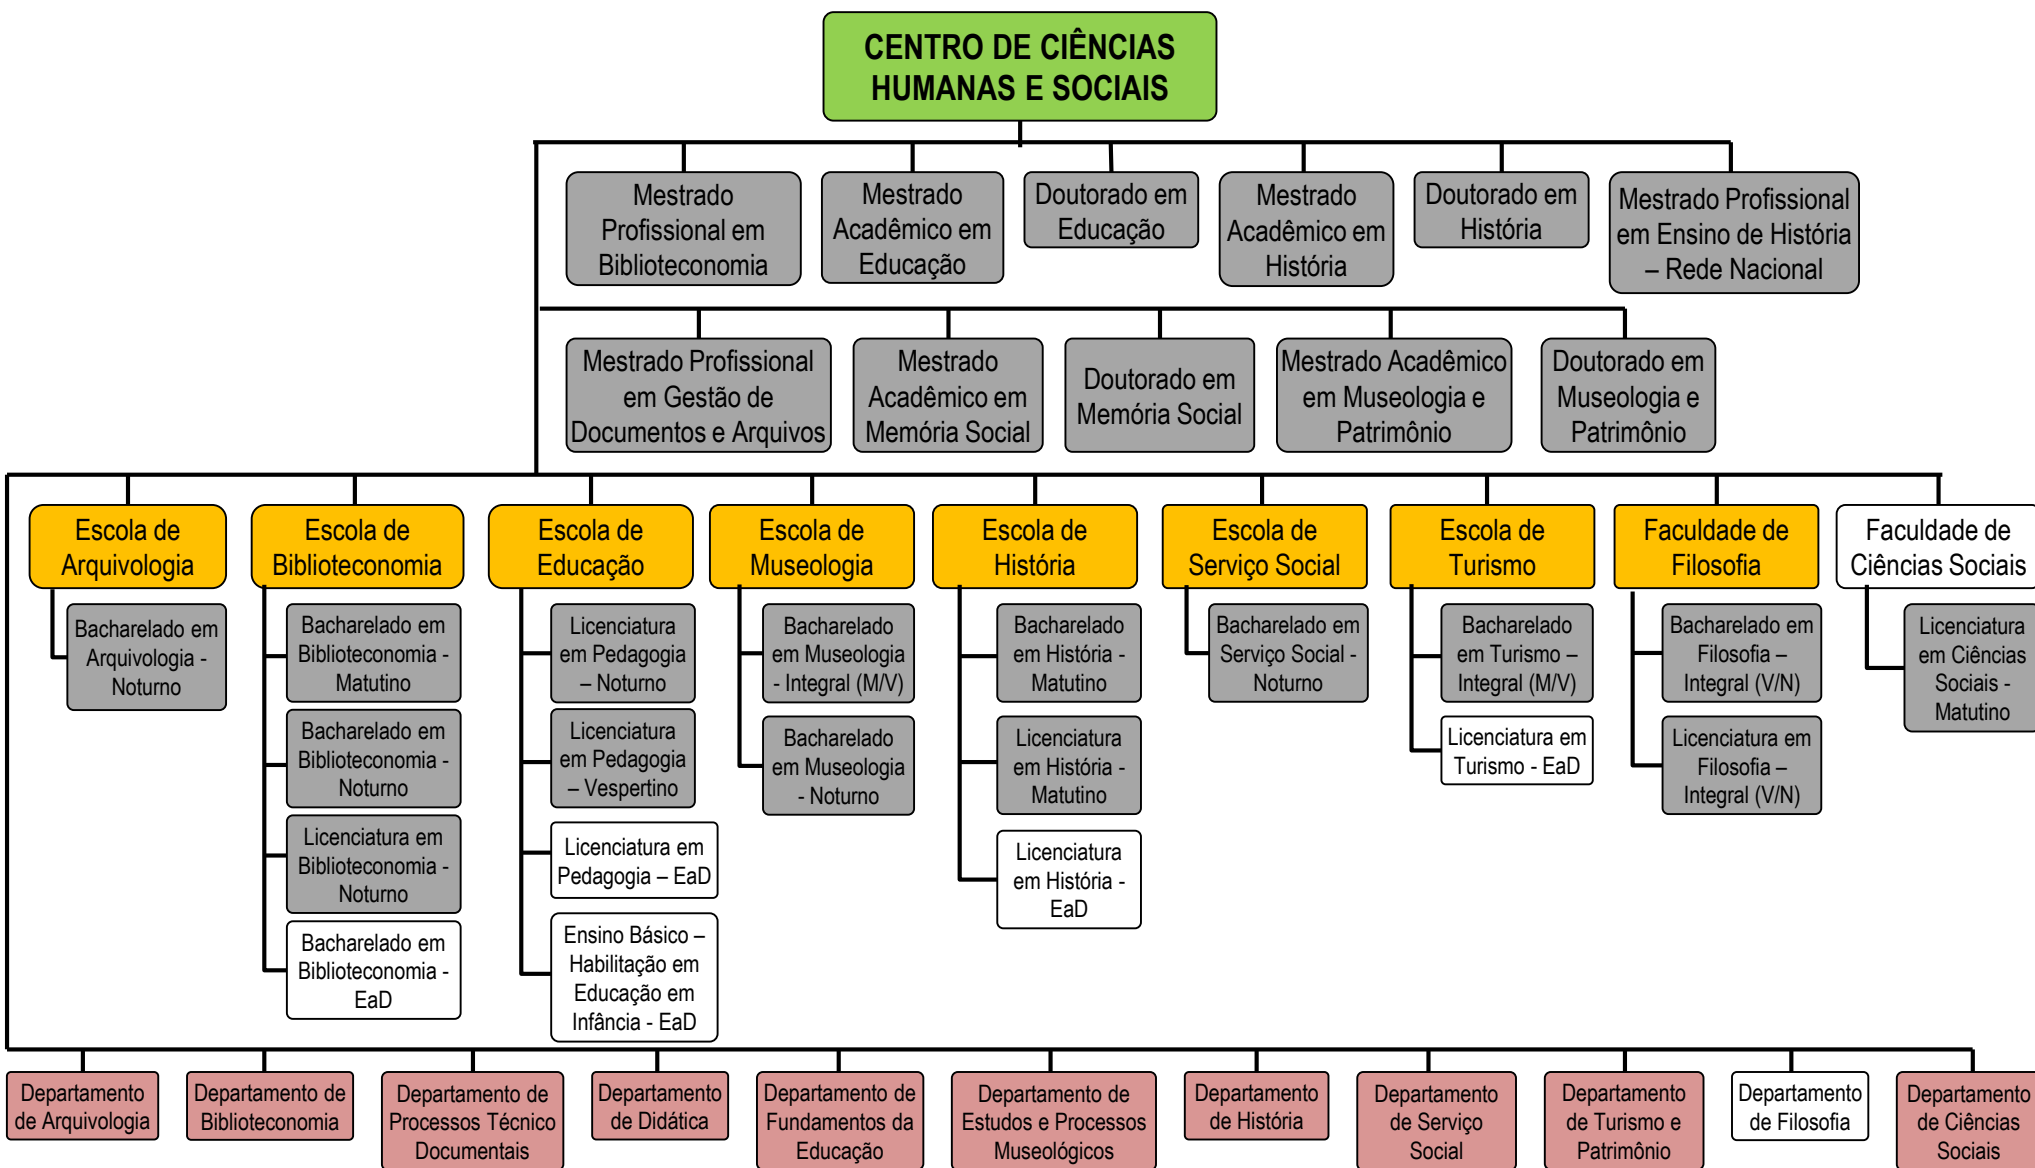 CENTRO DE CIÊNCIAS
HUMANAS E SOCIAIS
Mestrado
Profissional em
Biblioteconomia
Mestrado
Acadêmico em
Educação
Doutorado em
Educação
Mestrado
Acadêmico em
História
Doutorado em
História
Mestrado Profissional
em Ensino de História
– Rede Nacional
Mestrado Profissional
em Gestão de
Documentos e Arquivos
Mestrado
Acadêmico em
Memória Social
Doutorado em
Memória Social
Mestrado Acadêmico
em Museologia e
Patrimônio
Doutorado em
Museologia e
Patrimônio
Escola de
Arquivologia
Escola de
Biblioteconomia
Escola de
Educação
Escola de
Museologia
Escola de
História
Escola de
Serviço Social
Escola de
Turismo
Faculdade de
Filosofia
Faculdade de
Ciências Sociais
Bacharelado em
Arquivologia -
Noturno
Bacharelado em
Biblioteconomia -
Matutino
Bacharelado em
Biblioteconomia -
Noturno
Licenciatura em
Biblioteconomia -
Noturno
Bacharelado em
Biblioteconomia -
EaD
Licenciatura
em Pedagogia
– Noturno
Licenciatura
em Pedagogia
– Vespertino
Licenciatura em
Pedagogia – EaD
Ensino Básico –
Habilitação em
Educação em
Infância - EaD
Bacharelado
em Museologia
- Integral (M/V)
Bacharelado
em Museologia
- Noturno
Bacharelado
em História -
Matutino
Licenciatura
em História -
Matutino
Licenciatura
em História -
EaD
Bacharelado em
Serviço Social -
Noturno
Bacharelado
em Turismo –
Integral (M/V)
Licenciatura em
Turismo - EaD
Bacharelado em
Filosofia –
Integral (V/N)
Licenciatura em
Filosofia –
Integral (V/N)
Licenciatura
em Ciências
Sociais -
Matutino
Departamento
de Arquivologia
Departamento de
Biblioteconomia
Departamento de
Processos Técnico
Documentais
Departamento
de Didática
Departamento de
Fundamentos da
Educação
Departamento de
Estudos e Processos
Museológicos
Departamento
de História
Departamento
de Serviço
Social
Departamento
de Turismo e
Patrimônio
Departamento
de Filosofia
Departamento
de Ciências
Sociais